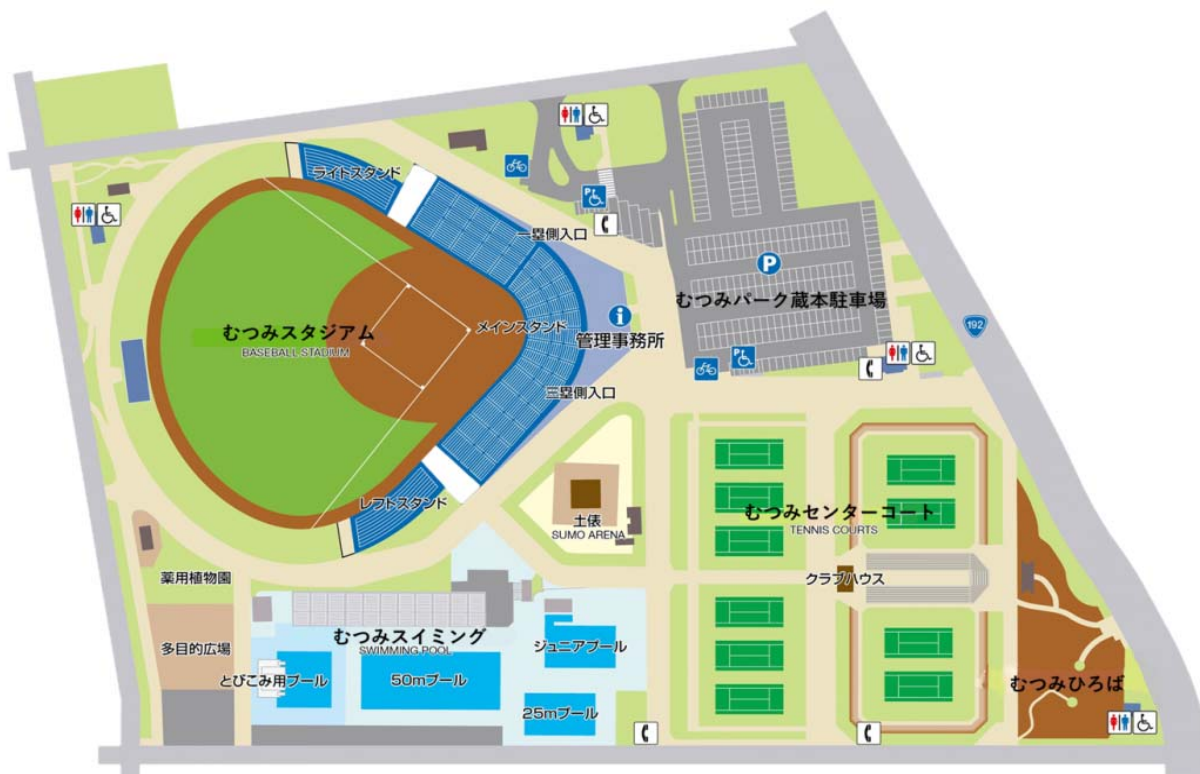 ライトスタンド
一塁側入口
P
P
i
P
むつみパーク蔵本駐車場
192
むつみスタジアム
BASEBALL STADIUM
メインスタンド
管理事務所
P
三塁側入口
レフトスタンド
土俵
SUMO ARENA
むつみセンターコート
TENNIS COURTS
薬用植物園
クラブハウス
むつみスイミング
SWIMMING POOL
多目的広場
ジュニアプール
とびこみ用プール
50mプール
むつみひろば
25mプール